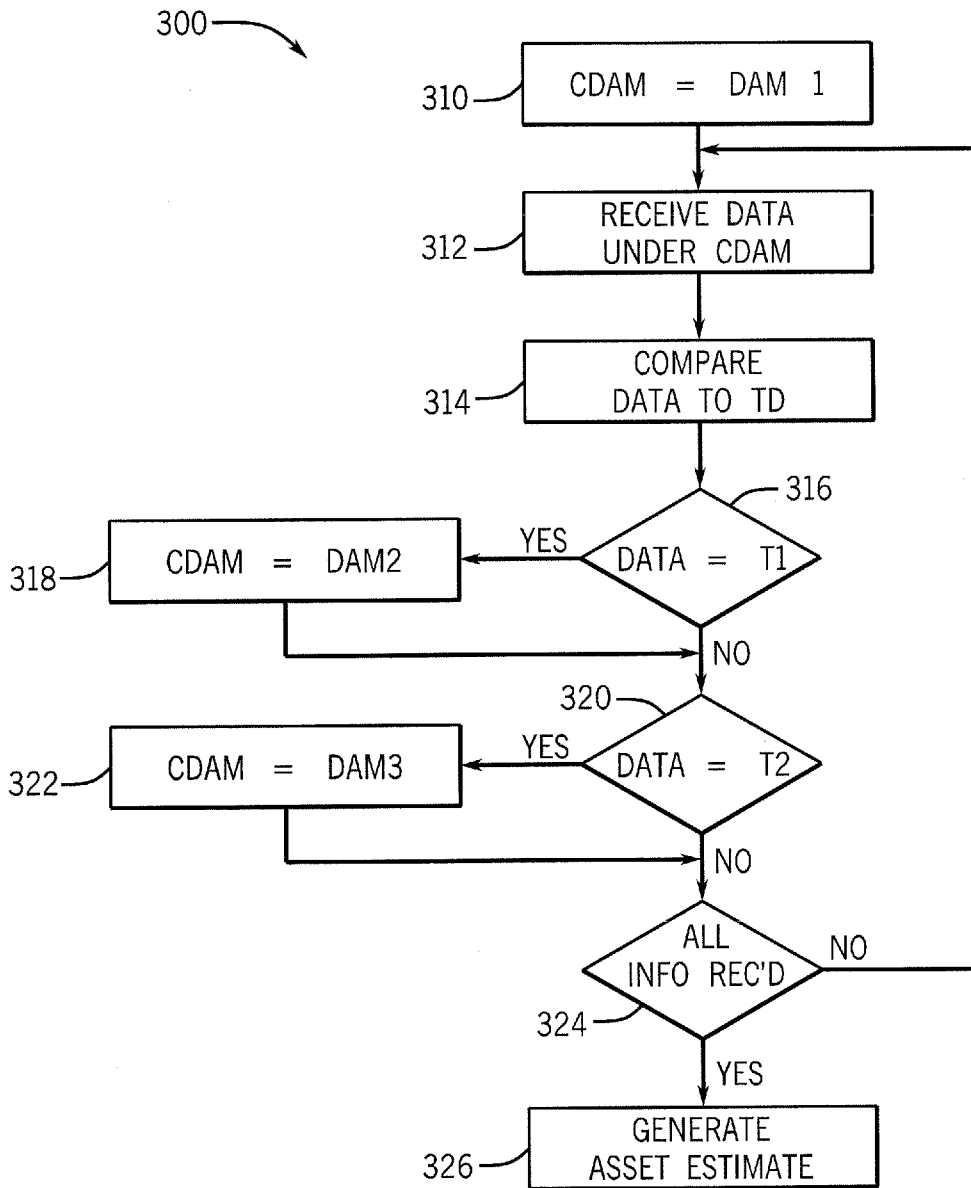 300
310
CDAM = DAM 1
312
RECEIVE DATA
UNDER CDAM
314
COMPARE
DATA TO TD
316
DATA = T1
YES
318
CDAM = DAM2
NO
320
DATA = T2
YES
322
CDAM = DAM3
NO
324
ALL
INFO REC'D
NO
YES
326
GENERATE
ASSET ESTIMATE